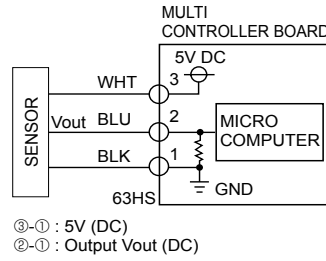 MULTI
CONTROLLER BOARD
5V DC
WHT 3
SENSOR
Vout BLU 2
MICRO
COMPUTER
BLK 1
63HS
GND
③-① : 5V (DC)
②-① : Output Vout (DC)